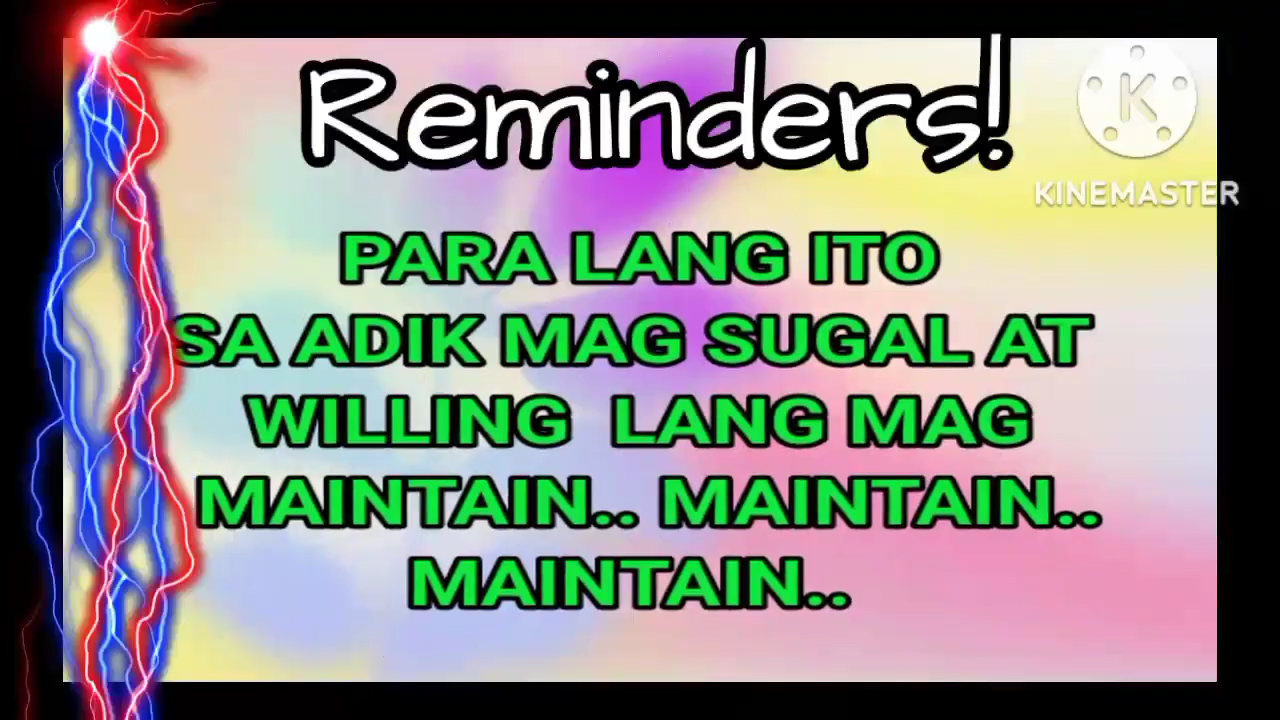 Reminders!
KINEMASTER
PARA LANG ITO
SA ADIK MAG SUGAL AT
WILLING LANG MAG
MAINTAIN.. MAINTAIN..
MAINTAIN..